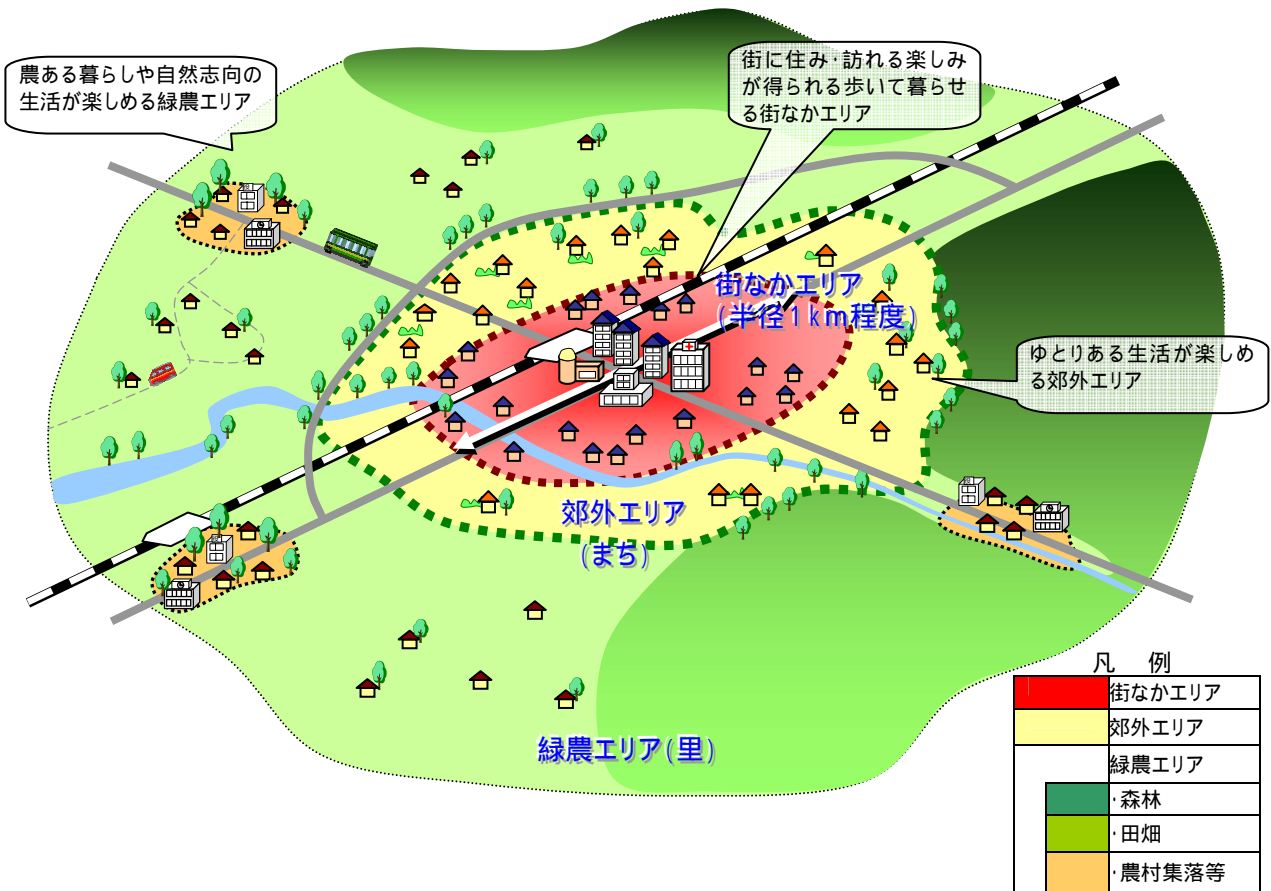 農ある暮らしや自然志向の
生活が楽しめる緑農エリア
街に住み・訪れる楽しみ
が得られる歩いて暮らせ
る街なかエリア
街なかエリア
(半径1km程度)
ゆとりある生活が楽しめ
る郊外エリア
郊外エリア
(まち)
緑農エリア(里)
凡 例
街なかエリア
郊外エリア
緑農エリア
・森林
・田畑
・農村集落等